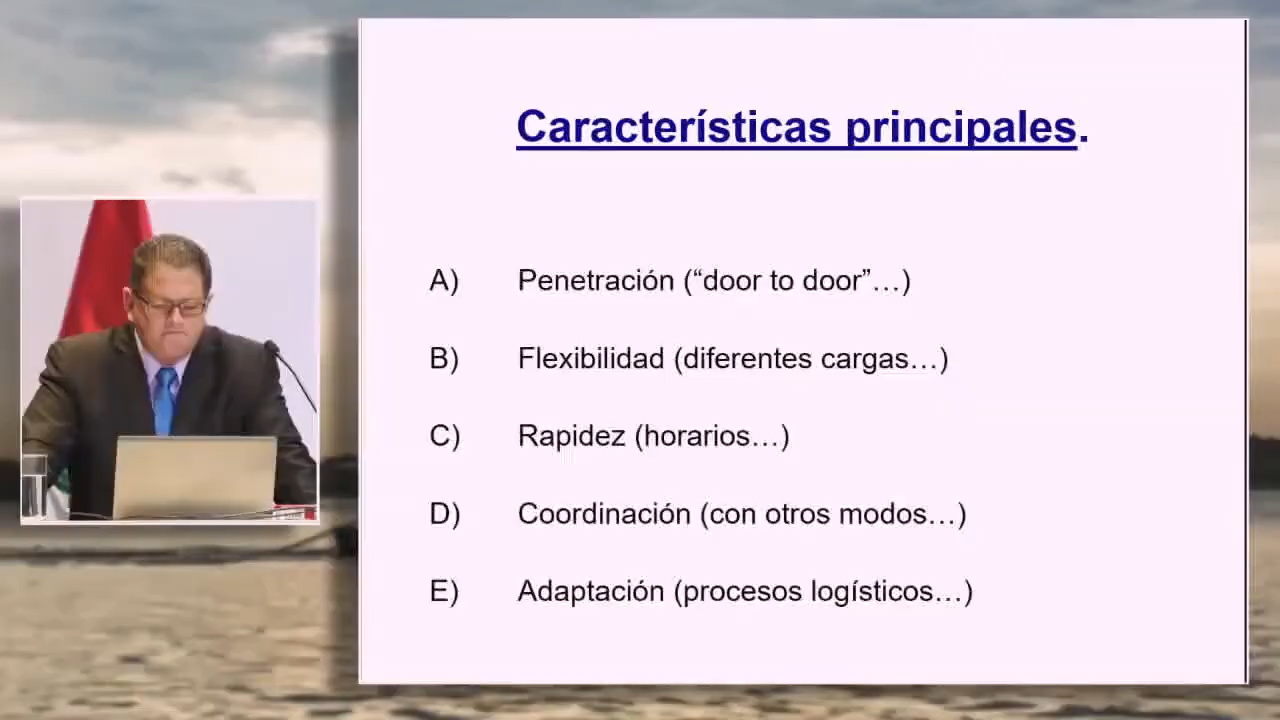 Características principales.
A) Penetración (“door to door”…)
B) Flexibilidad (diferentes cargas…)
C) Rapidez (horarios…)
D) Coordinación (con otros modos…)
E) Adaptación (procesos logísticos…)